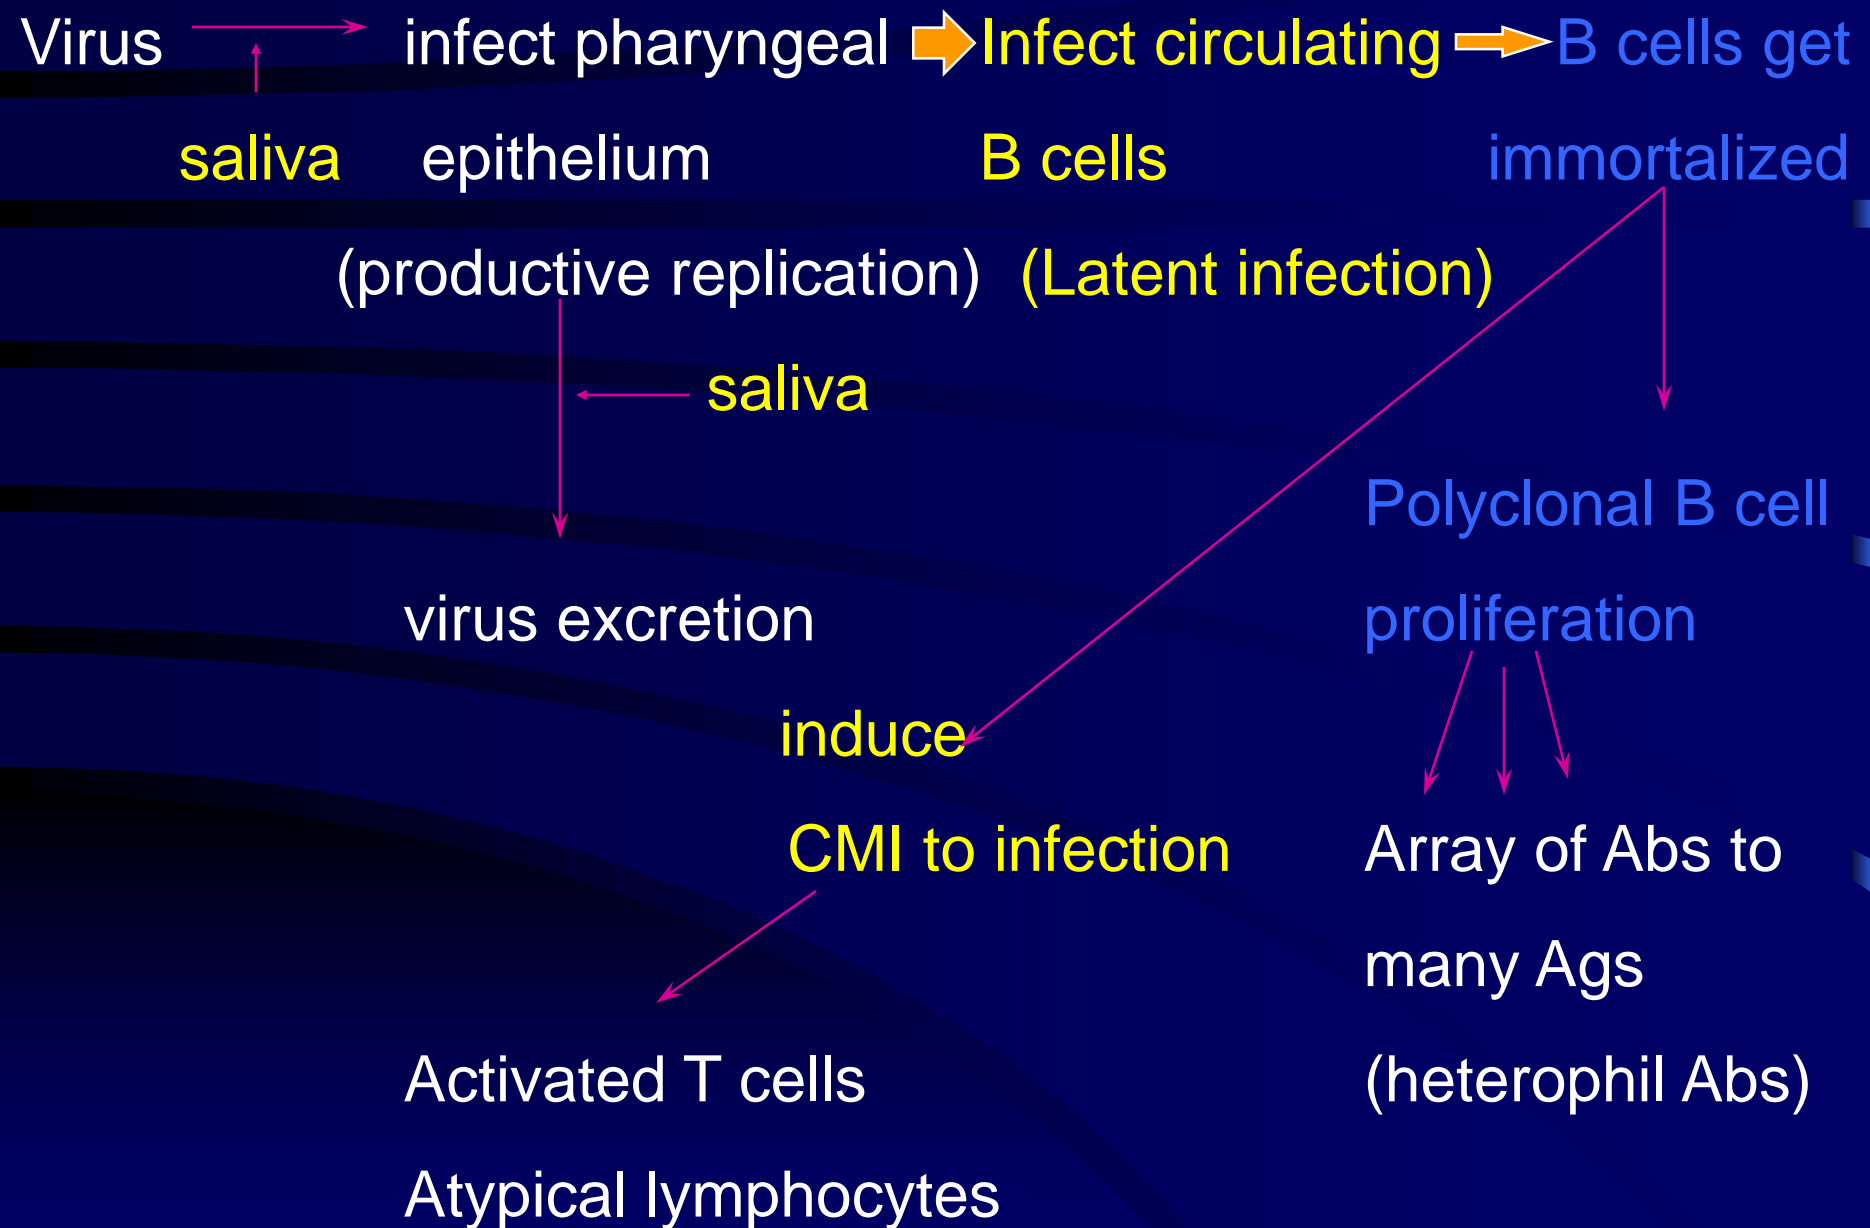 Virus infect pharyngeal Infect circulating B cells get
saliva epithelium B cells immortalized
(productive replication) (Latent infection)
saliva
Polyclonal B cell
virus excretion proliferation
induce
CMI to infection Array of Abs to
many Ags
Activated T cells (heterophil Abs)
Atypical lymphocytes